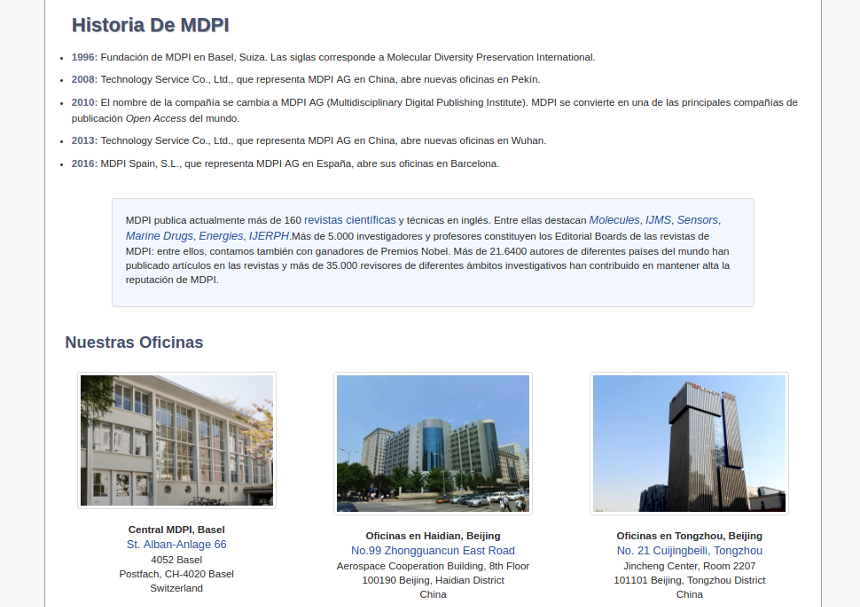 Historia De MDPI
1996: Fundación de MDPI en Basel, Suiza. Las siglas corresponde a Molecular Diversity Preservation International.
2008: Technology Service Co., Ltd., que representa MDPI AG en China, abre nuevas oficinas en Pekín.
2010: El nombre de la compañía se cambia a MDPI AG (Multidisciplinary Digital Publishing Institute). MDPI se convierte en una de las principales compañías de
publicación Open Access del mundo.
2013: Technology Service Co., Ltd., que representa MDPI AG en China, abre nuevas oficinas en Wuhan.
2016: MDPI Spain, S.L., que representa MDPI AG en España, abre sus oficinas en Barcelona.
MDPI publica actualmente más de 160 revistas científicas y técnicas en inglés. Entre ellas destacan Molecules, IJMS, Sensors,
Marine Drugs, Energies, IJERPH.Más de 5.000 investigadores y profesores constituyen los Editorial Boards de las revistas de
MDPI: entre ellos, contamos también con ganadores de Premios Nobel. Más de 21.6400 autores de diferentes países del mundo han
publicado artículos en las revistas y más de 35.000 revisores de diferentes ámbitos investigativos han contribuido en mantener alta la
reputación de MDPI.
Nuestras Oficinas
Central MDPI, Basel
St. Alban-Anlage 66
4052 Basel
Postfach, CH-4020 Basel
Switzerland
Oficinas en Haidian, Beijing
No.99 Zhongguancun East Road
Aerospace Cooperation Building, 8th Floor
100190 Beijing, Haidian District
China
Oficinas en Tongzhou, Beijing
No. 21 Cuijingbeili, Tongzhou
Jincheng Center, Room 2207
101101 Beijing, Tongzhou District
China